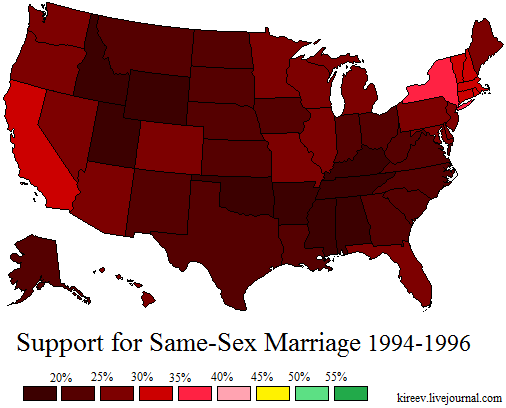 Support for Same-Sex Marriage 1994-1996
20% 25% 30% 35% 40% 45% 50% 55%
kireev.livejournal.com